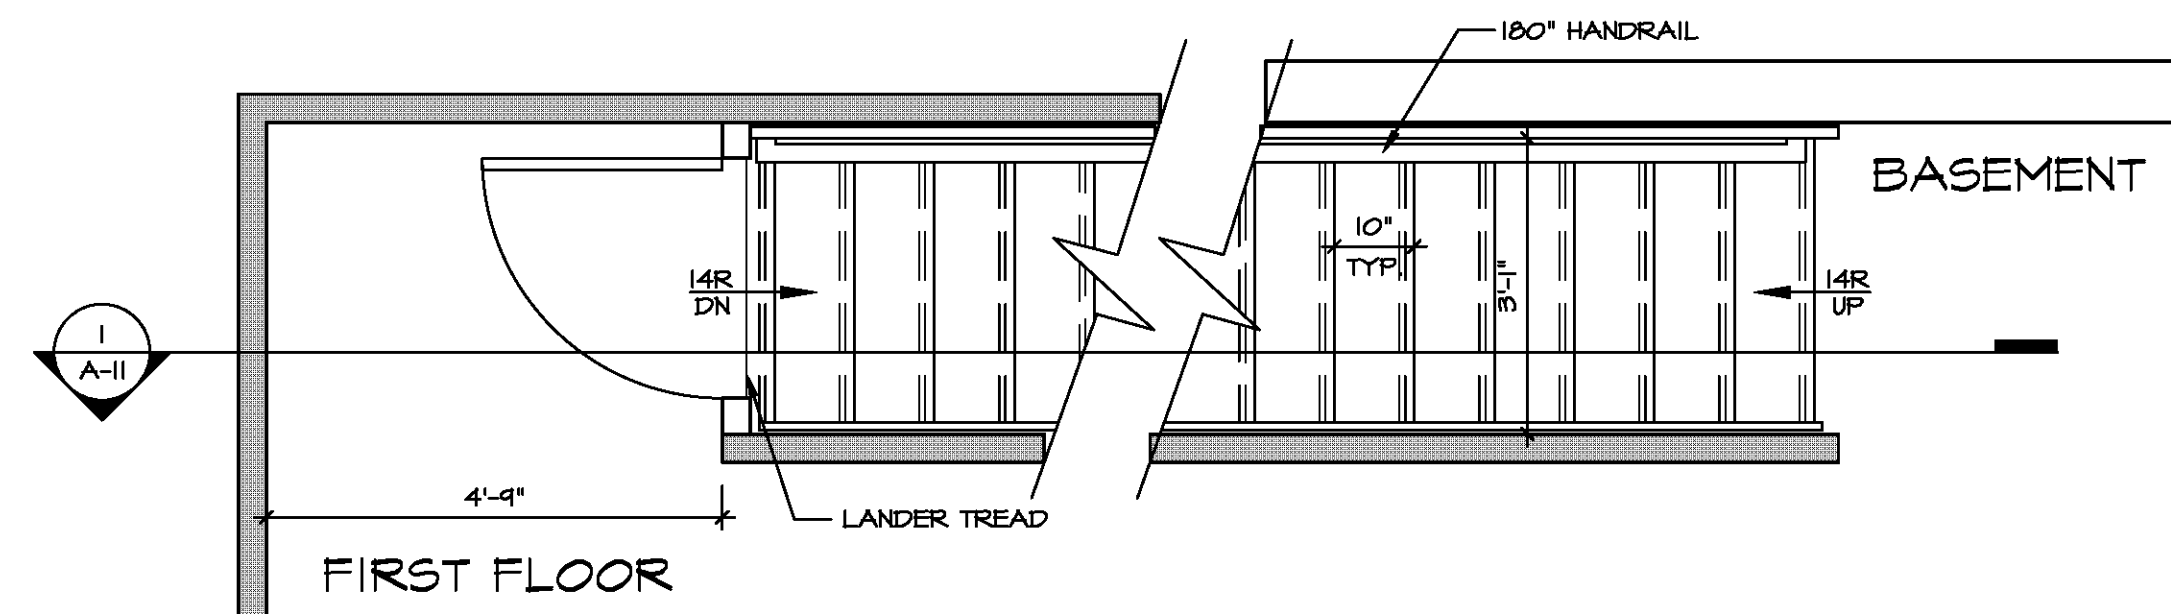 180" HANDRAIL
BASEMENT
10"
TYP.
3'-1"
14R
DN
14R
UP
1
A-11
4'-9"
LANDER TREAD
FIRST FLOOR